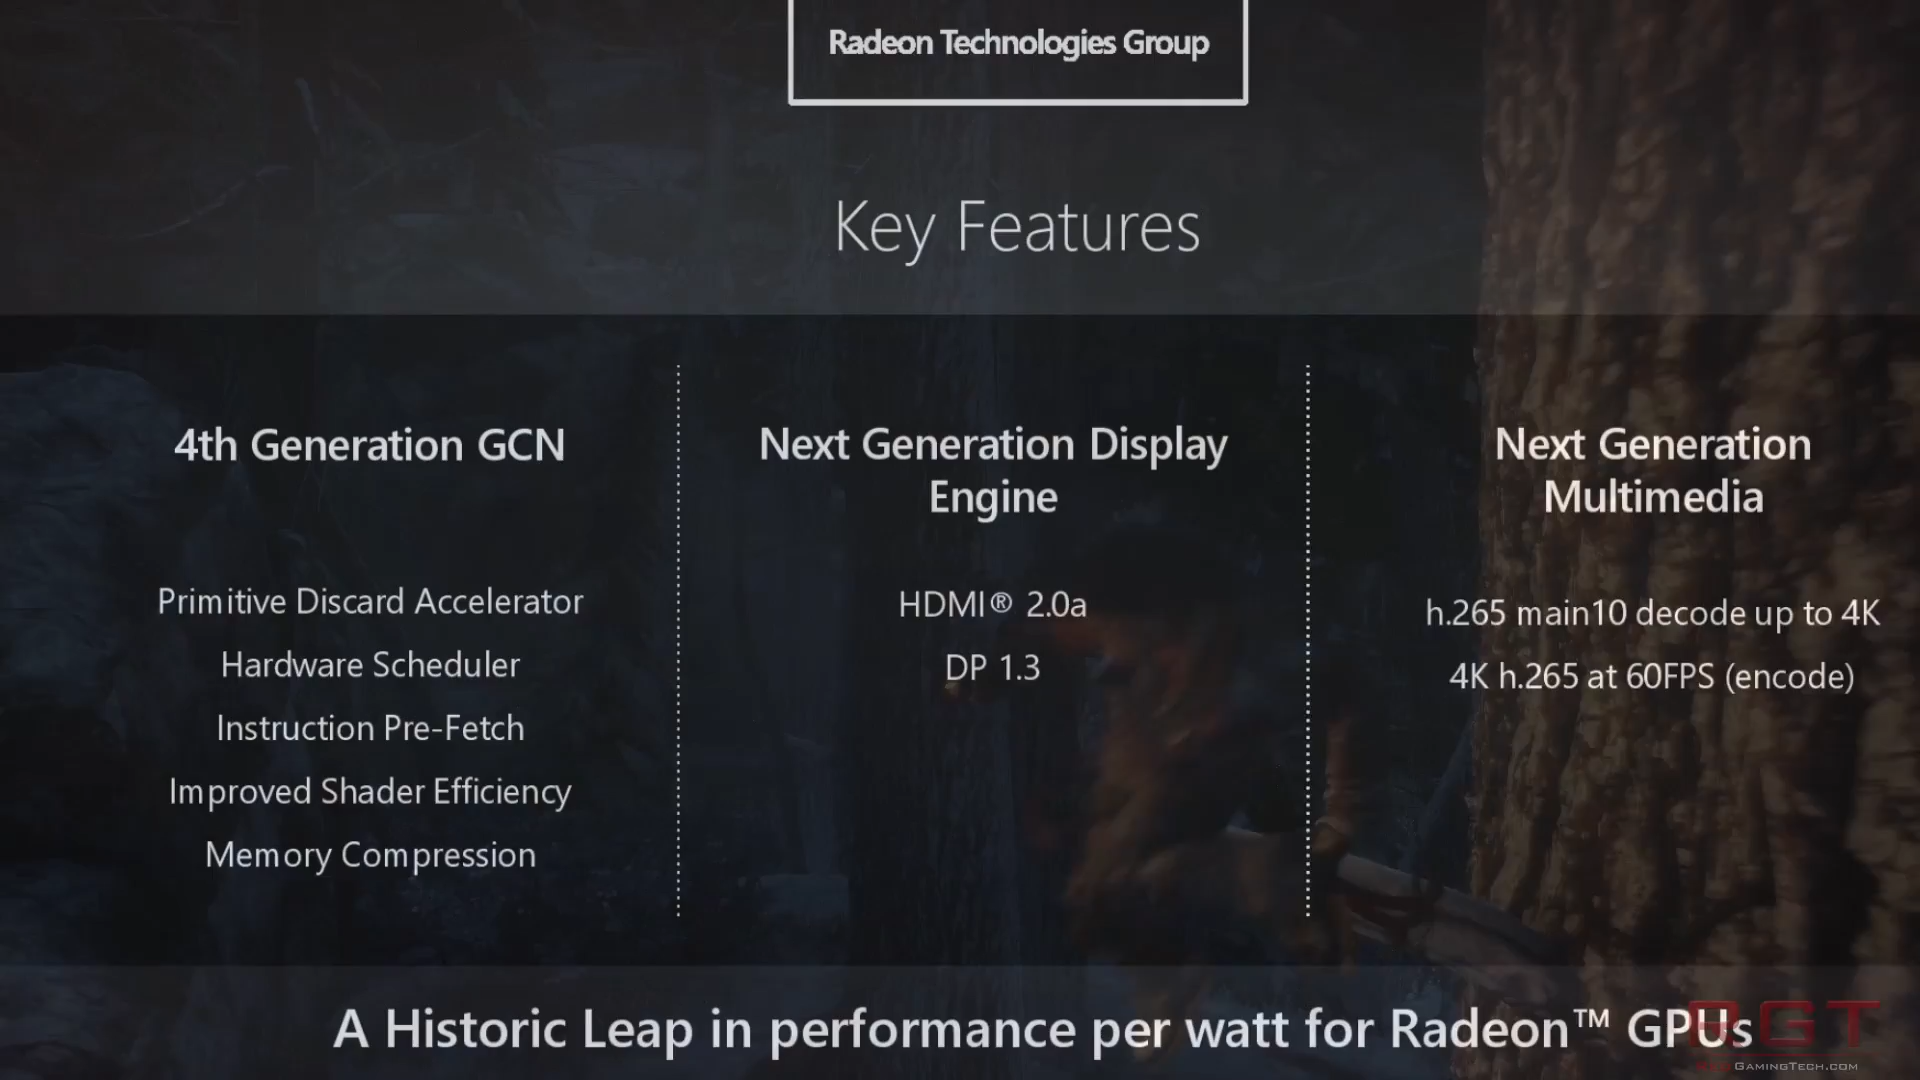 Radeon Technologies Group
Key Features
4th Generation GCN
Primitive Discard Accelerator
Hardware Scheduler
Instruction Pre-Fetch
Improved Shader Efficiency
Memory Compression
Next Generation Display
Engine
HDMI® 2.0a
DP 1.3
Next Generation
Multimedia
h.265 main10 decode up to 4K
4K h.265 at 60FPS (encode)
A Historic Leap in performance per watt for Radeon™ GPUs
RGT
RedGamingTech.com